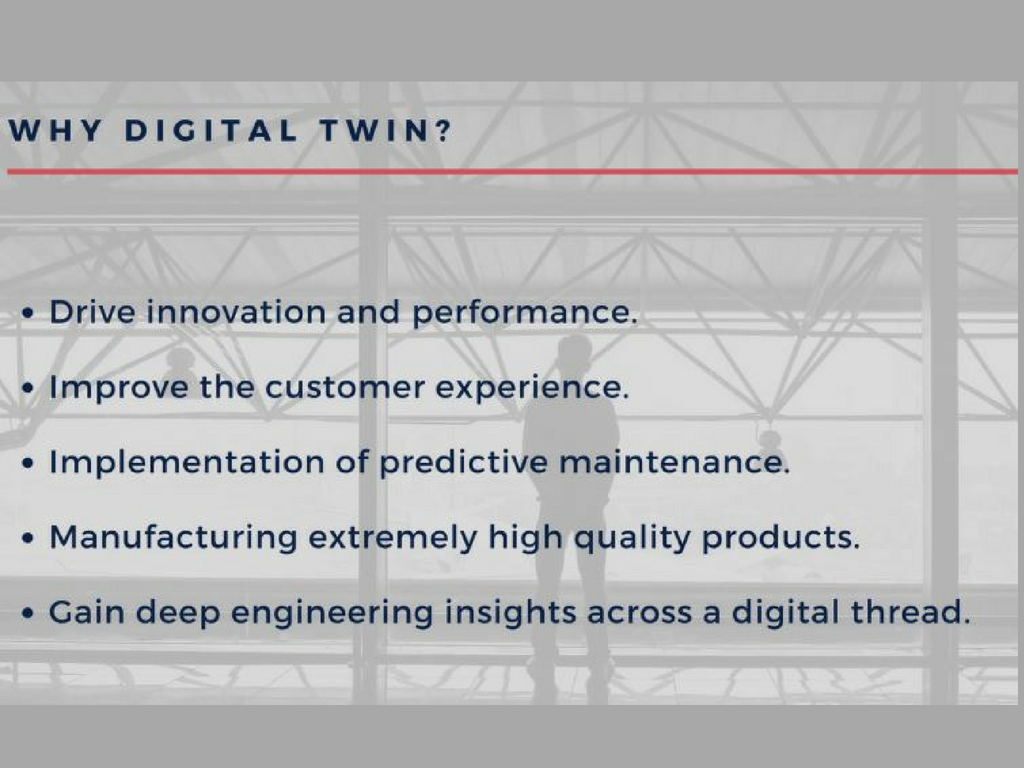 WHY DIGITAL TWIN?
• Drive innovation and performance.
• Improve the customer experience.
• Implementation of predictive maintenance.
• Manufacturing extremely high quality products.
• Gain deep engineering insights across a digital thread.